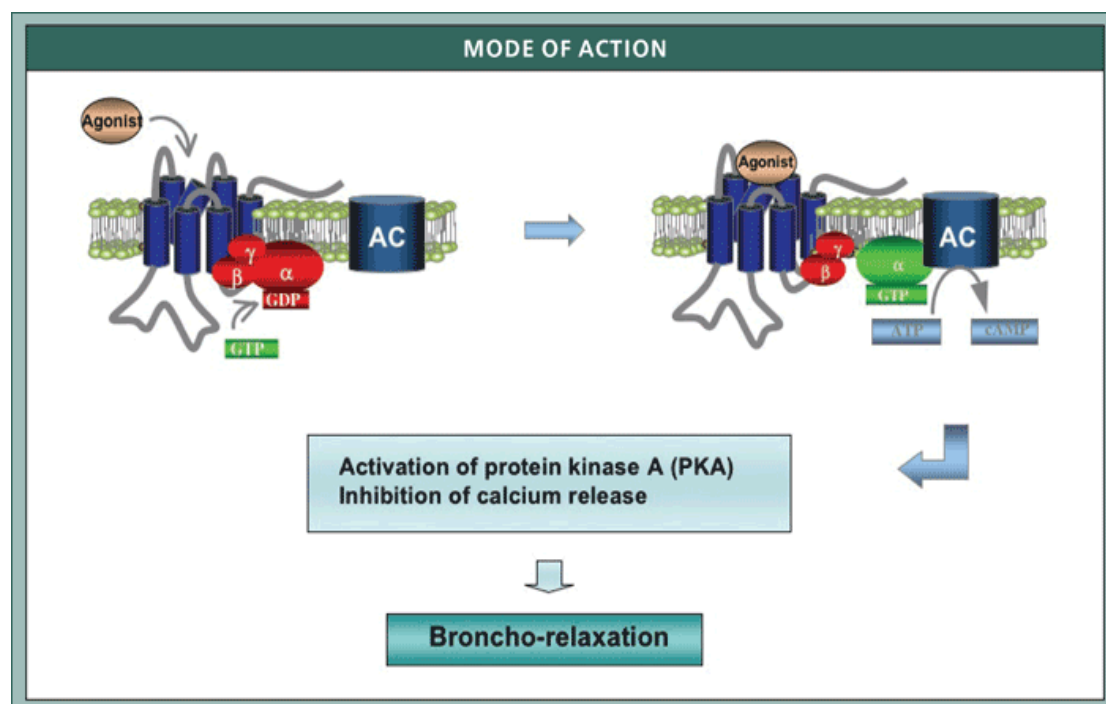 MODE OF ACTION
Agonist
AC
γ
β
α
GDP
GTP
Agonist
AC
γ
β
α
GTP
ATP
cAMP
Activation of protein kinase A (PKA)
Inhibition of calcium release
Broncho-relaxation